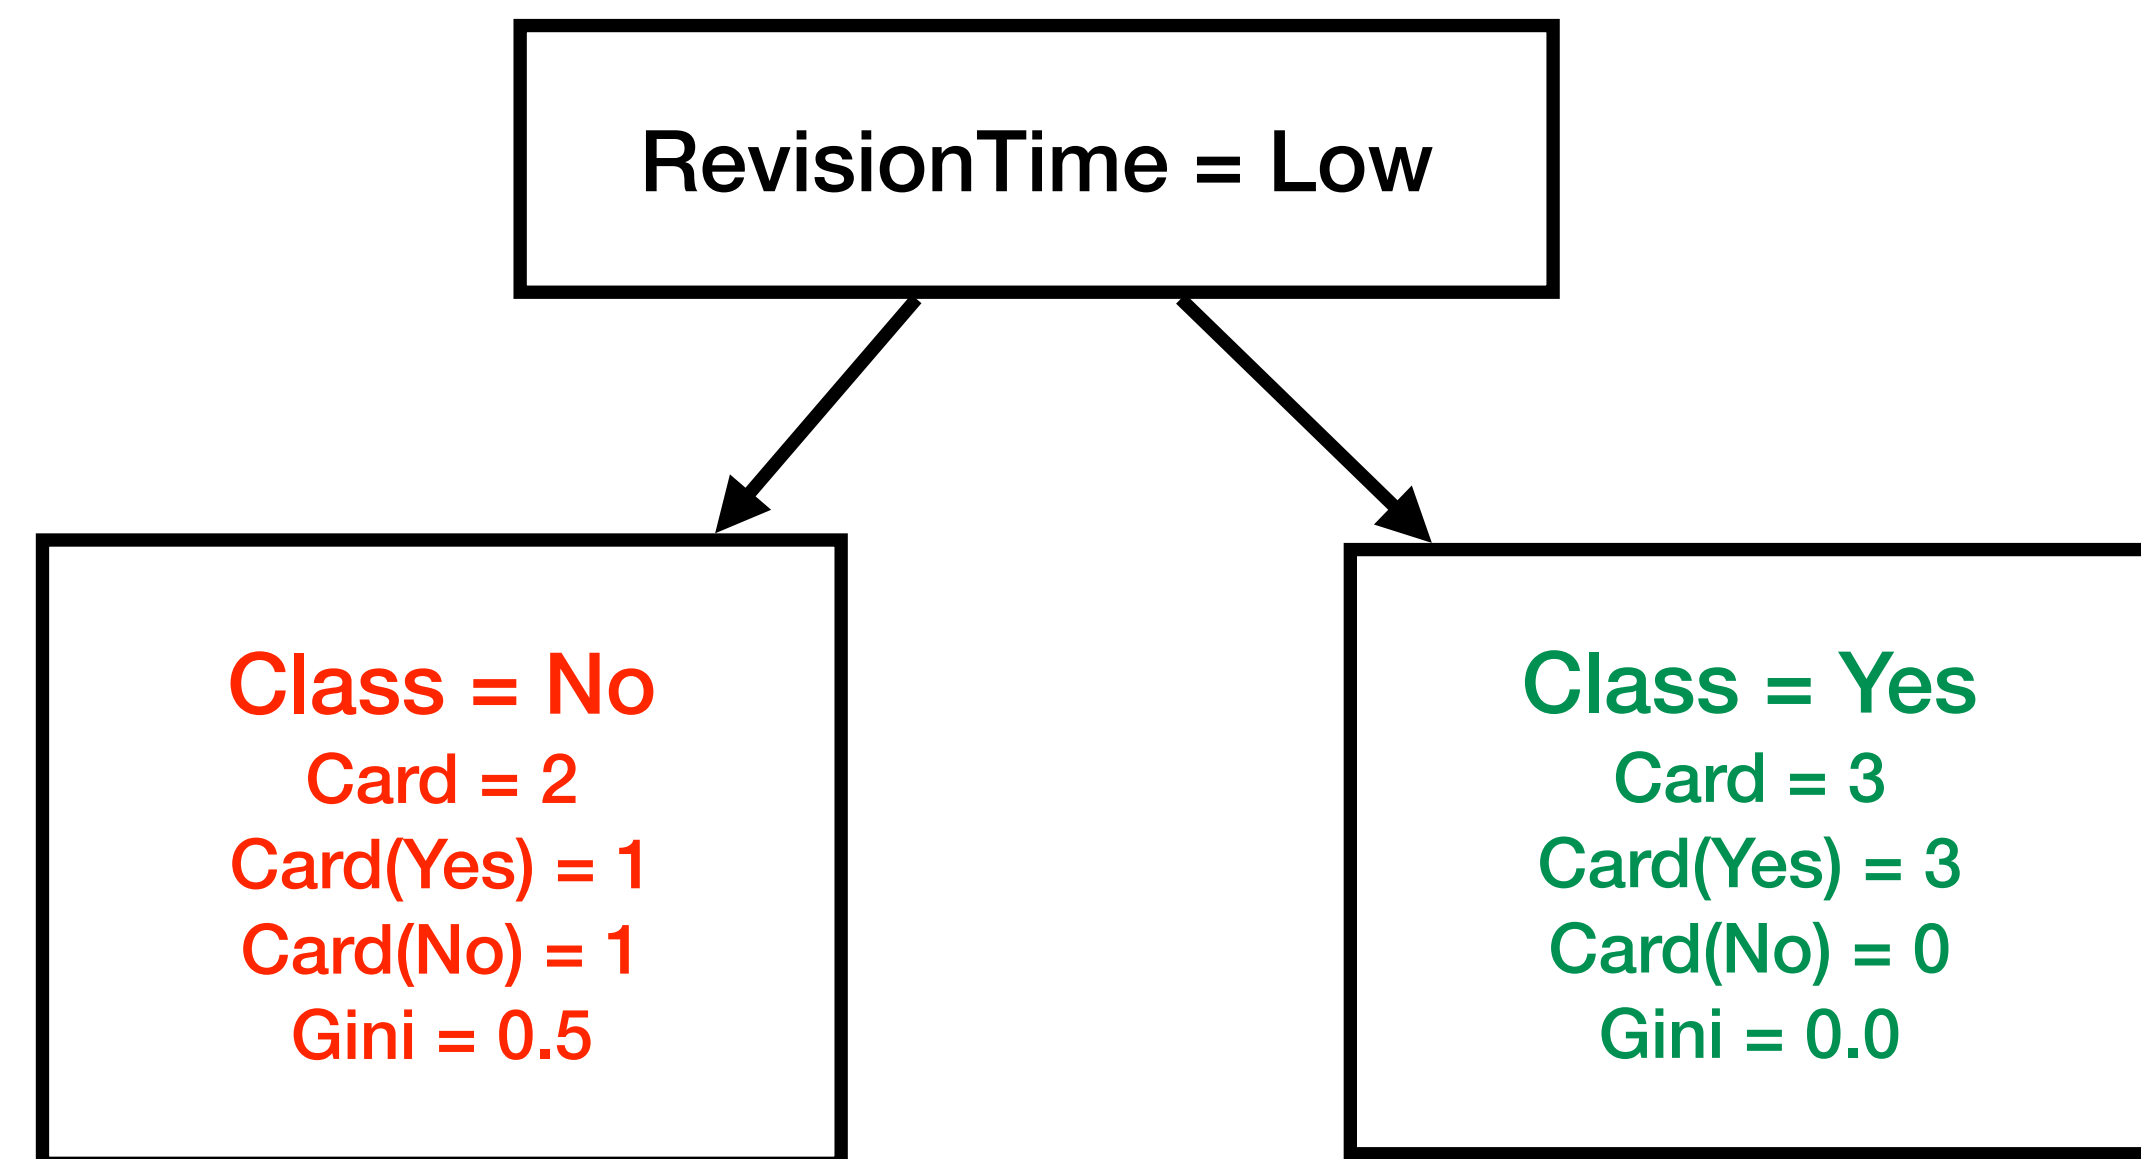 RevisionTime = Low
Class = No
Card = 2
Card(Yes) = 1
Card(No) = 1
Gini = 0.5
Class = Yes
Card = 3
Card(Yes) = 3
Card(No) = 0
Gini = 0.0